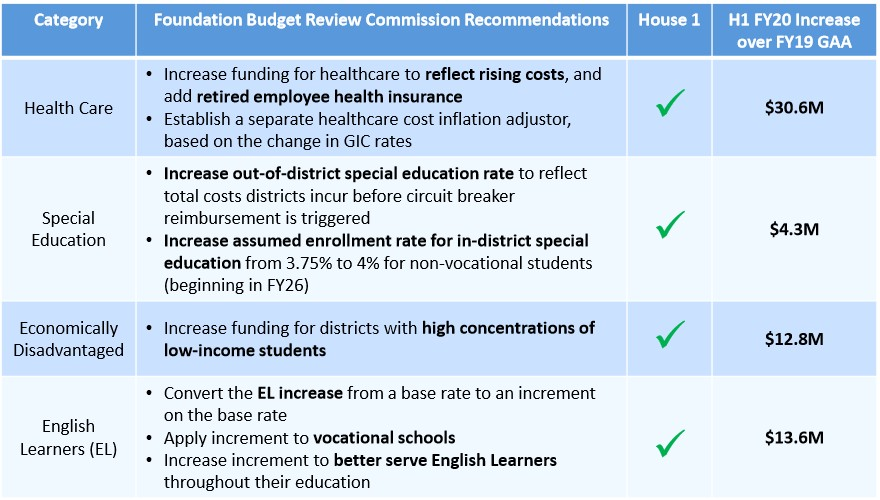 Category
Foundation Budget Review Commission Recommendations
House 1
H1 FY20 Increase
over FY19 GAA
Health Care
• Increase funding for healthcare to reflect rising costs, and
add retired employee health insurance
• Establish a separate healthcare cost inflation adjustor,
based on the change in GIC rates
$30.6M
Special
Education
• Increase out-of-district special education rate to reflect
total costs districts incur before circuit breaker
reimbursement is triggered
• Increase assumed enrollment rate for in-district special
education from 3.75% to 4% for non-vocational students
(beginning in FY26)
$4.3M
Economically
Disadvantaged
• Increase funding for districts with high concentrations of
low-income students
$12.8M
English
Learners (EL)
• Convert the EL increase from a base rate to an increment
on the base rate
• Apply increment to vocational schools
• Increase increment to better serve English Learners
throughout their education
$13.6M